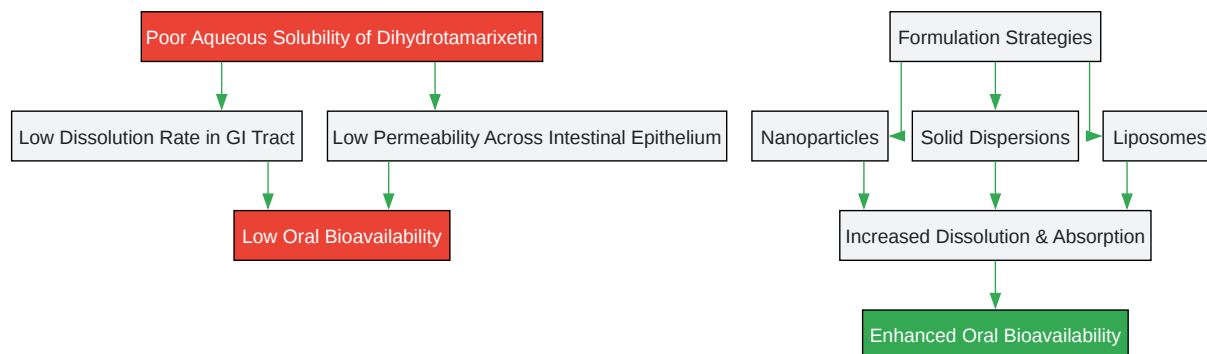 Poor Aqueous Solubility of Dihydrotamarixetin
Low Dissolution Rate in GI Tract
Low Permeability Across Intestinal Epithelium
Low Oral Bioavailability
Formulation Strategies
Nanoparticles
Solid Dispersions
Liposomes
Increased Dissolution & Absorption
Enhanced Oral Bioavailability